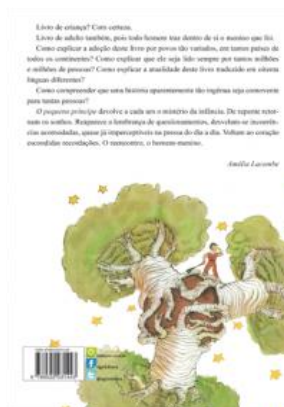 Livro de criança? Com certeza.
Livro de adulto também, pois todo homem traz dentro de si o menino que foi.
Como explicar a adoção deste livro por povos tão variados, em tantos países de
todos os continentes? Como explicar que ele seja lido sempre por tantos milhões
e milhões de pessoas? Como explicar a atualidade deste livro traduzido em oitenta
línguas diferentes?
Como compreender que uma história aparentemente tão ingênua seja comovente
para tantas pessoas?
O pequeno príncipe devolve a cada um o mistério da infância. De repente retor-
nam os sonhos. Reaparece a lembrança de questionamentos, desvelam-se incoerên-
cias acomodadas, quase já imperceptíveis na pressa do dia a dia. Voltam ao coração
escondidas recordações. O reencontro, o homem-menino.
Amélia Lacombe